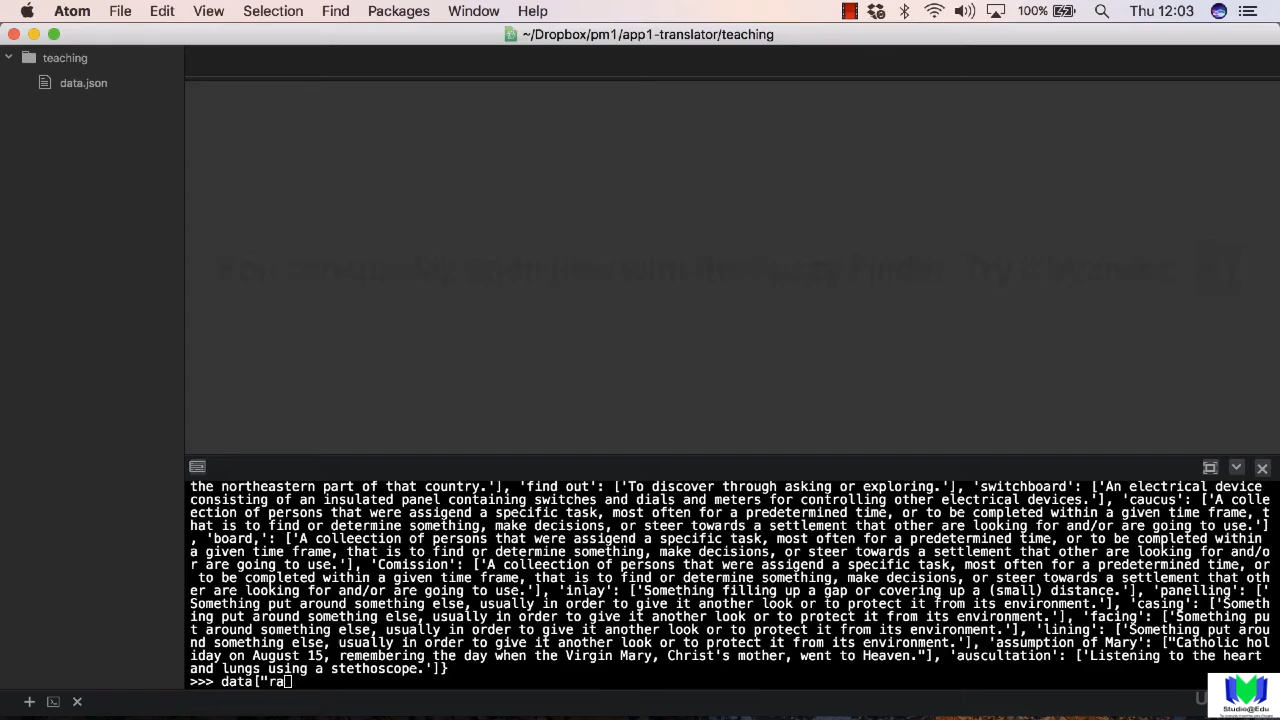 Atom File Edit View Selection Find Packages Window Help 100% Thu 12:03
~/Dropbox/pm1/app1-translator/teaching
teaching
data.json
the northeastern part of that country.'], 'find out': ['To discover through asking or exploring.'], 'switchboard': ['An electrical device
consisting of an insulated panel containing switches and dials and meters for controlling other electrical devices.'], 'caucus': ['A colle
ection of persons that were assigend a specific task, most often for a predetermined time, or to be completed within a given time frame, t
hat is to find or determine something, make decisions, or steer towards a settlement that other are looking for and/or are going to use.']
, 'board,': ['A colleection of persons that were assigend a specific task, most often for a predetermined time, or to be completed within
a given time frame, that is to find or determine something, make decisions, or steer towards a settlement that other are looking for and/o
r are going to use.'], 'Comission': ['A colleection of persons that were assigend a specific task, most often for a predetermined time, or
to be completed within a given time frame, that is to find or determine something, make decisions, or steer towards a settlement that oth
er are looking for and/or are going to use.'], 'inlay': ['Something filling up a gap or covering up a (small) distance.'], 'panelling': ['
Something put around something else, usually in order to give it another look or to protect it from its environment.'], 'casing': ['Someth
ing put around something else, usually in order to give it another look or to protect it from its environment.'], 'facing': ['Something pu
t around something else, usually in order to give it another look or to protect it from its environment.'], 'lining': ['Something put arou
nd something else, usually in order to give it another look or to protect it from its environment.'], 'assumption of Mary': ["Catholic hol
iday on August 15, remembering the day when the Virgin Mary, Christ's mother, went to Heaven."], 'auscultation': ['Listening to the heart
and lungs using a stethoscope.']}
>>> data["ra
Studio@Edu